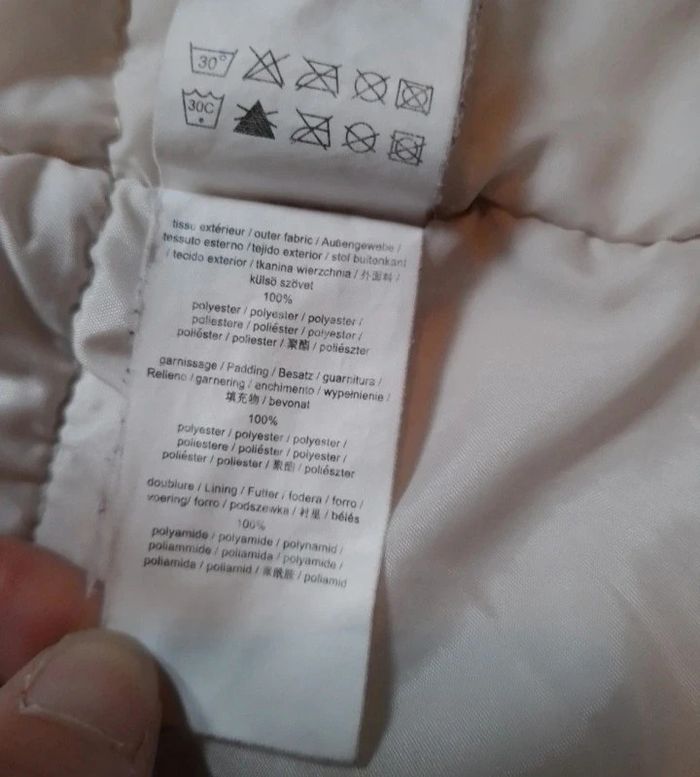 30°
30C
tissu extérieur / outer fabric / Außengewebe /
tessuto esterno / tejido exterior / stof buitenkant
/ tecido exterior / tkanina wierzchnia / 外面料 /
külsö szövet
100%
polyester / polyester / polyaster /
poliestere / poliéster / polyester /
poliéster / poliester / 聚酯 / poliészter
garnissage / Padding / Besatz / guarnitura /
Relleno / garnering / enchimento / wypełnienie /
填充物 / bevonat
100%
polyester / polyester / polyester /
poliestere / poliéster / polyester /
poliéster / poliester / 聚酯 / poliészter
doublure / Lining / Futter / fodera / forro /
voering/ forro / podszewka / 衬里 / bélés
100%
polyamide / polyamide / polynamid /
poliammide / poliamida / polyamide /
poliamida / poliamid / 聚酰胺 / poliamid